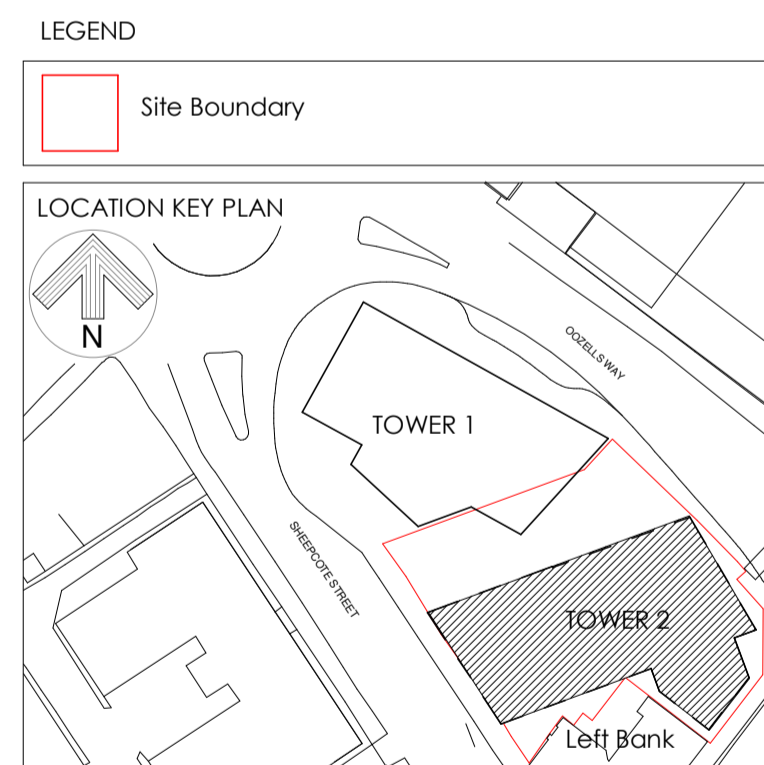 LEGEND
Site Boundary
LOCATION KEY PLAN
N
OOZELLS WAY
TOWER 1
SHEEPCOTE STREET
TOWER 2
Left Bank